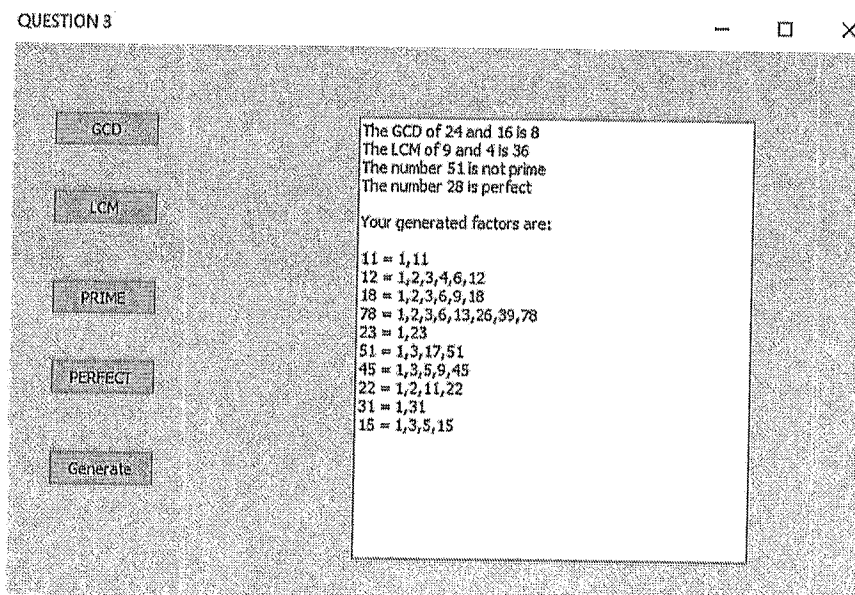 QUESTION 3
GCD
LCM
PRIME
PERFECT
Generate
The GCD of 24 and 16 is 8
The LCM of 9 and 4 is 36
The number 51 is not prime
The number 28 is perfect
Your generated factors are:
11 = 1,11
12 = 1,2,3,4,6,12
18 = 1,2,3,6,9,18
78 = 1,2,3,6,13,26,39,78
23 = 1,23
51 = 1,3,17,51
45 = 1,3,5,9,45
22 = 1,2,11,22
31 = 1,31
15 = 1,3,5,15